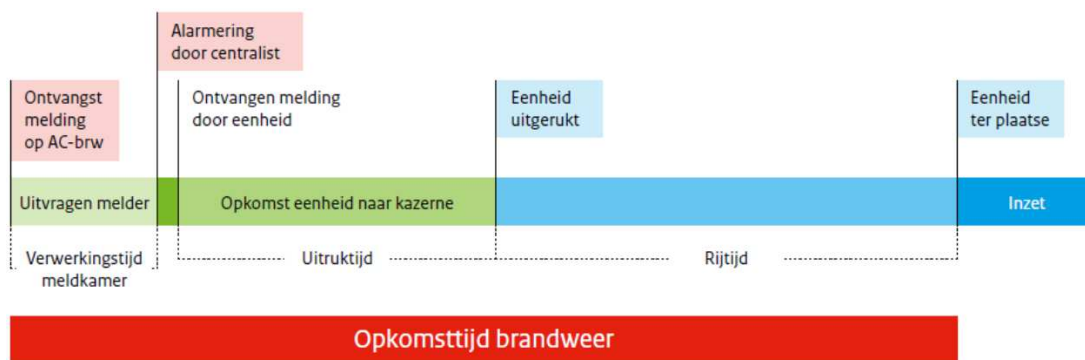 Alarmering
door centralist
Ontvangst
melding
op AC-brw
Ontvangen melding
door eenheid
Eenheid
uitgerukt
Eenheid
ter plaatse
Uitvragen melder
Opkomst eenheid naar kazerne
Inzet
Verwerkingstijd
meldkamer
Uitruktijd
Rijtijd
Opkomsttijd brandweer